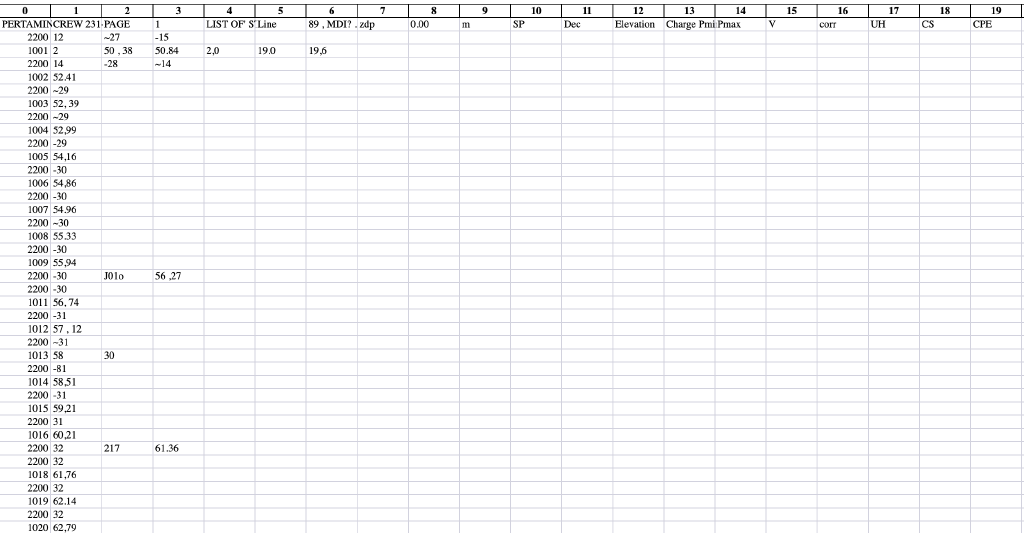 0 1 2 3 4 5 6 7 8 9 10 11 12 13 14 15 16 17 18 19
PERTAMIN CREW 231- PAGE 1 LIST OF' S' Line 89 , MDI? . zdp 0.00 m SP Dec Elevation Charge Pmi Pmax V corr UH CS CPE
2200 12 ~27 -15
1001 2 50 , 38 50.84 2,0 19.0 19,6
2200 14 -28 ~14
1002 52.41
2200 ~29
1003 52, 39
2200 ~29
1004 52,99
2200 -29
1005 54,16
2200 -30
1006 54,86
2200 -30
1007 54.96
2200 ~30
1008 55.33
2200 -30
1009 55,94
2200 -30 J01o 56 ,27
2200 -30
1011 56, 74
2200 -31
1012 57 , 12
2200 ~31
1013 58 30
2200 -81
1014 58,51
2200 -31
1015 59,21
2200 31
1016 60,21
2200 32 217 61.36
2200 32
1018 61,76
2200 32
1019 62.14
2200 32
1020 62,79